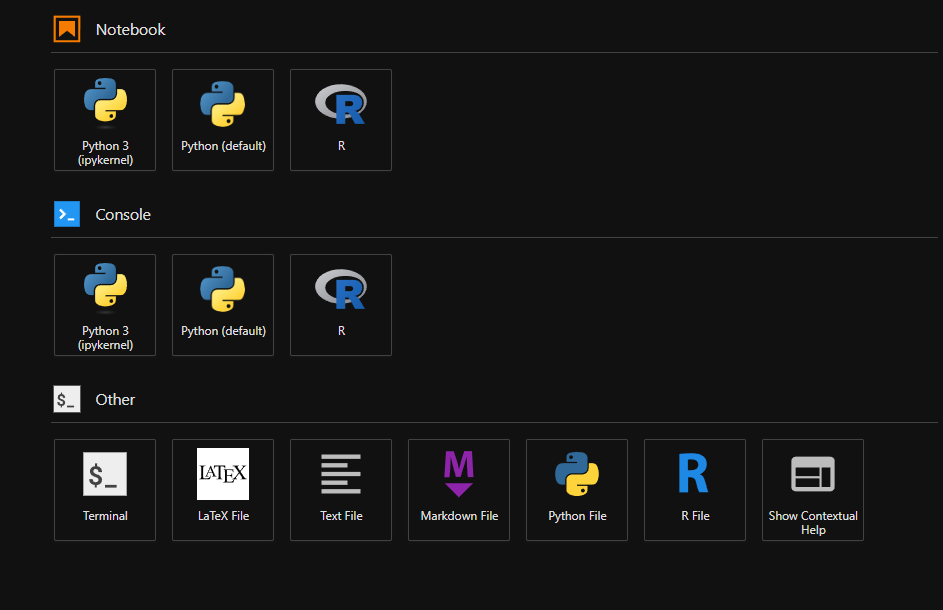 Notebook
Python 3
(ipykernel)
Python (default)
R
Console
Python 3
(ipykernel)
Python (default)
R
$_ Other
$_
LATEX
M
R
Terminal
LaTeX File
Text File
Markdown File
Python File
R File
Show Contextual
Help